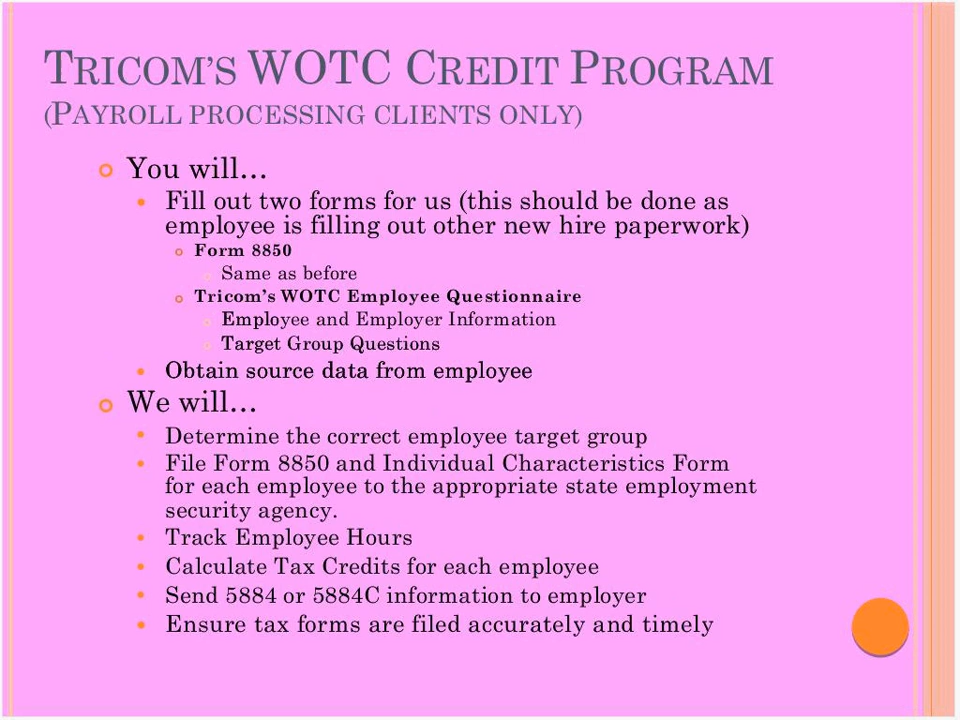 TRICOM'S WOTC CREDIT PROGRAM
(PAYROLL PROCESSING CLIENTS ONLY)
You will…
Fill out two forms for us (this should be done as
employee is filling out other new hire paperwork)
Form 8850
Same as before
Tricom's WOTC Employee Questionnaire
Employee and Employer Information
Target Group Questions
Obtain source data from employee
We will…
Determine the correct employee target group
File Form 8850 and Individual Characteristics Form
for each employee to the appropriate state employment
security agency.
Track Employee Hours
Calculate Tax Credits for each employee
Send 5884 or 5884C information to employer
Ensure tax forms are filed accurately and timely